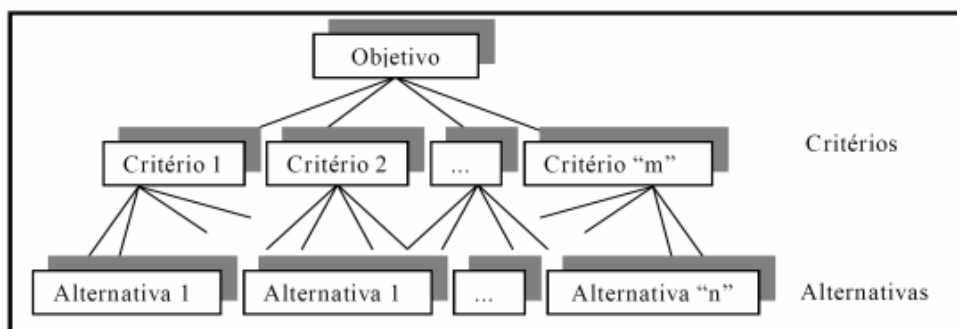 Objetivo
Critério 1
Critério 2
...
Critério “m”
Critérios
Alternativa 1
Alternativa 1
...
Alternativa “n”
Alternativas